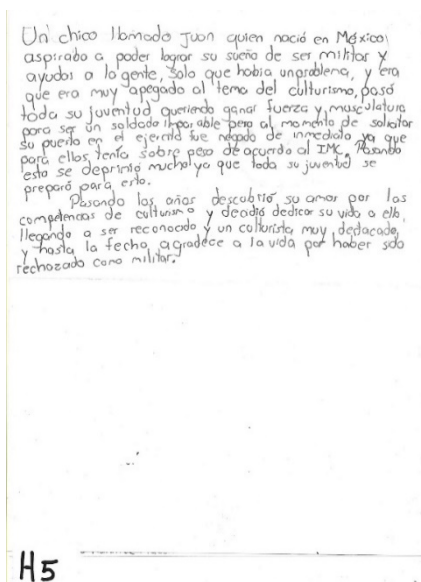 Un chico llamado Juan quien nació en México,
aspiraba a poder lograr su sueño de ser militar y
ayudar a la gente, solo que había un problema, y era
que era muy apegado al tema del culturismo, pasó
toda su juventud queriendo ganar fuerza y musculatura
para ser un soldado imparable pero al momento de solicitar
su puesto en el ejercito fue negado de inmediato ya que
para ellos tenía sobre peso de acuerdo al IMC. Pasando
esto se deprimió mucho ya que toda su juventud se
preparó para esto.
Pasando los años descubrió su amor por las
competencias de culturismo y decidió dedicar su vida a ello,
llegando a ser reconocido y un culturista muy dedacado,
y hasta la fecha agradece a la vida por haber sido
rechazado como militar.
H5